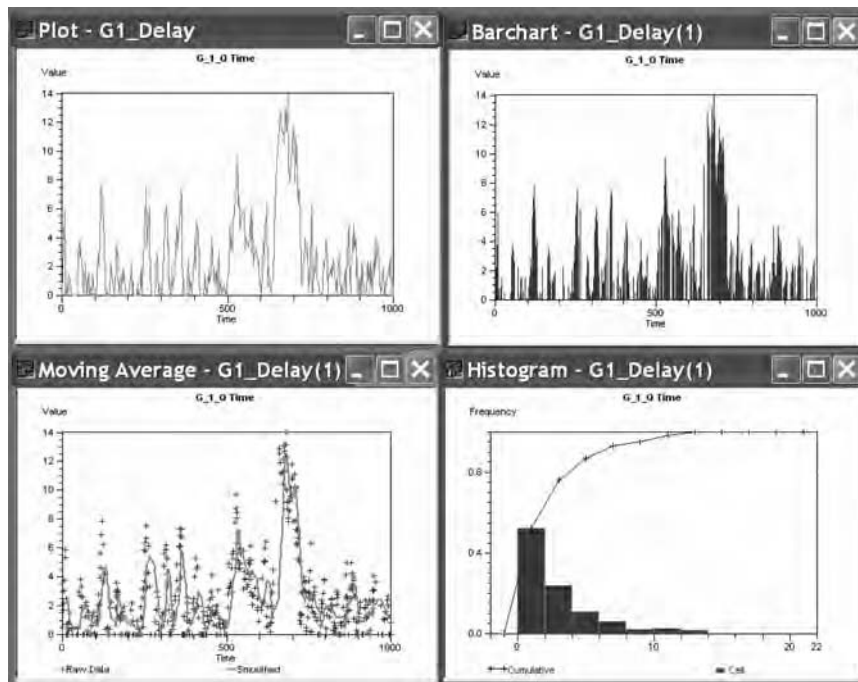 Plot - G1_Delay
G_1_Q Time
Value
14
12
10
8
6
4
2
0
0
500
1000
Time
Barchart - G1_Delay(1)
G_1_Q Time
Value
14
12
10
8
6
4
2
0
0
500
1000
Time
Moving Average - G1_Delay(1)
G_1_Q Time
Value
14
12
10
8
6
4
2
0
0
500
1000
Time
Raw Data
Smoothed
Histogram - G1_Delay(1)
G_1_Q Time
Frequency
0.8
0.4
0.0
0
10
20 22
Cumulative
Cell